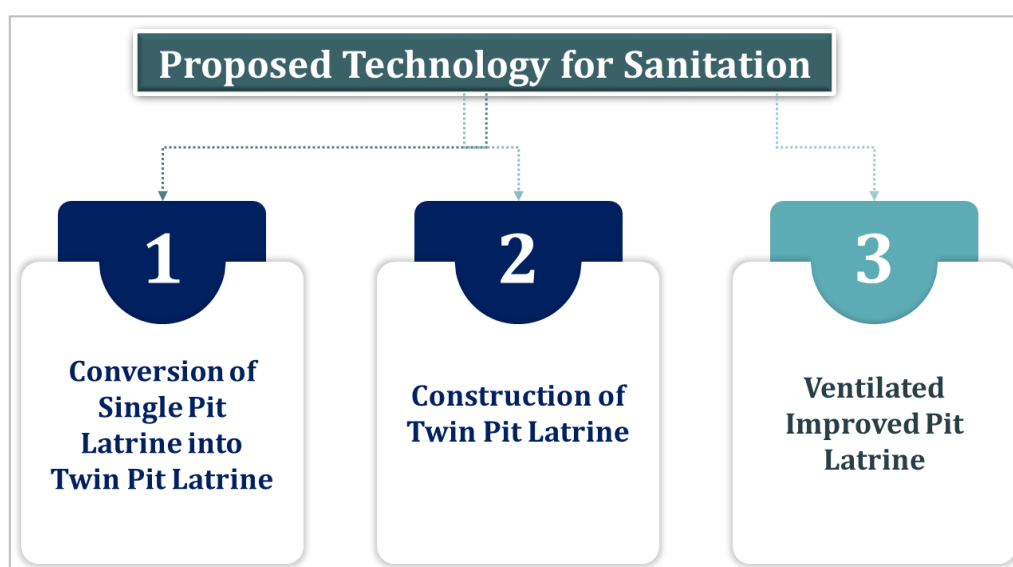 Proposed Technology for Sanitation
1
Conversion of
Single Pit
Latrine into
Twin Pit Latrine
2
Construction of
Twin Pit Latrine
3
Ventilated
Improved Pit
Latrine